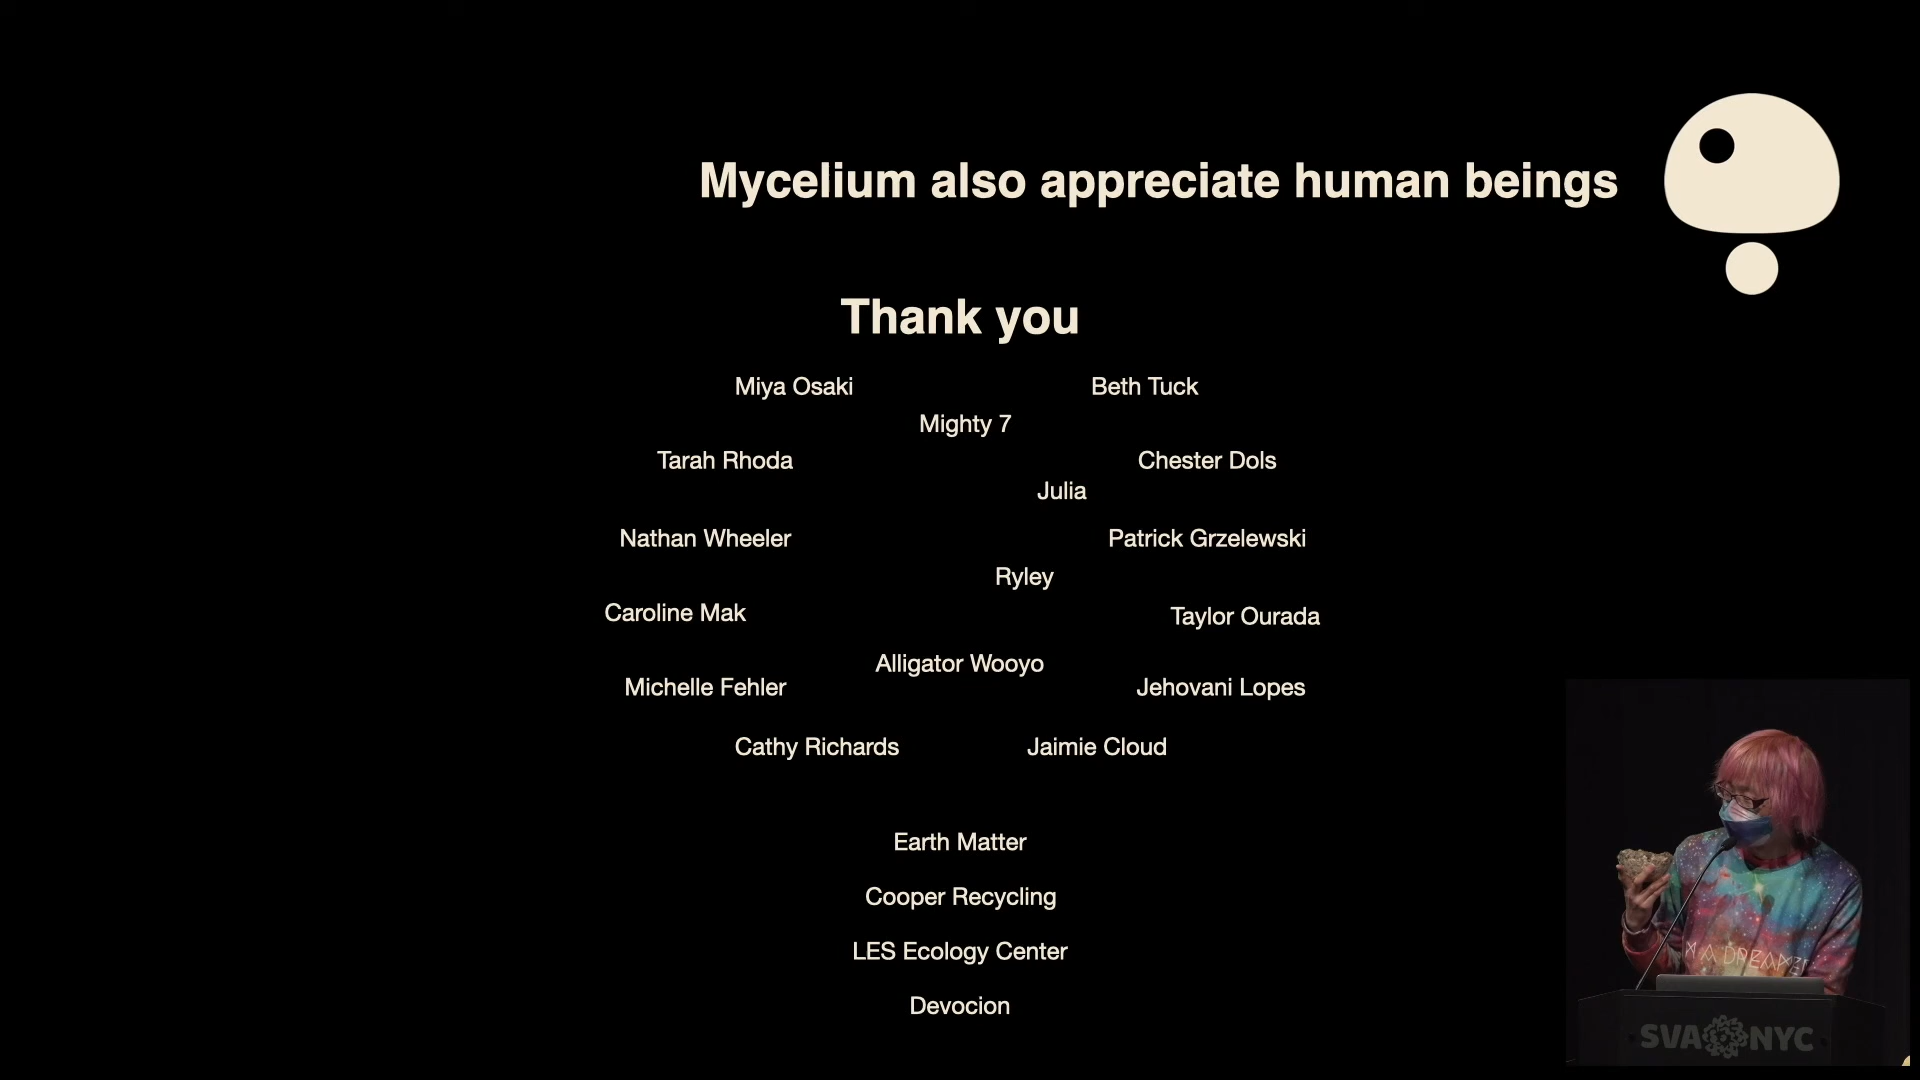 Mycelium also appreciate human beings
Thank you
Miya Osaki
Beth Tuck
Mighty 7
Tarah Rhoda
Chester Dols
Julia
Nathan Wheeler
Patrick Grzelewski
Ryley
Caroline Mak
Taylor Ourada
Alligator Wooyo
Michelle Fehler
Jehovani Lopes
Cathy Richards
Jaimie Cloud
Earth Matter
Cooper Recycling
LES Ecology Center
Devocion
A DREAMER
SVA NYC